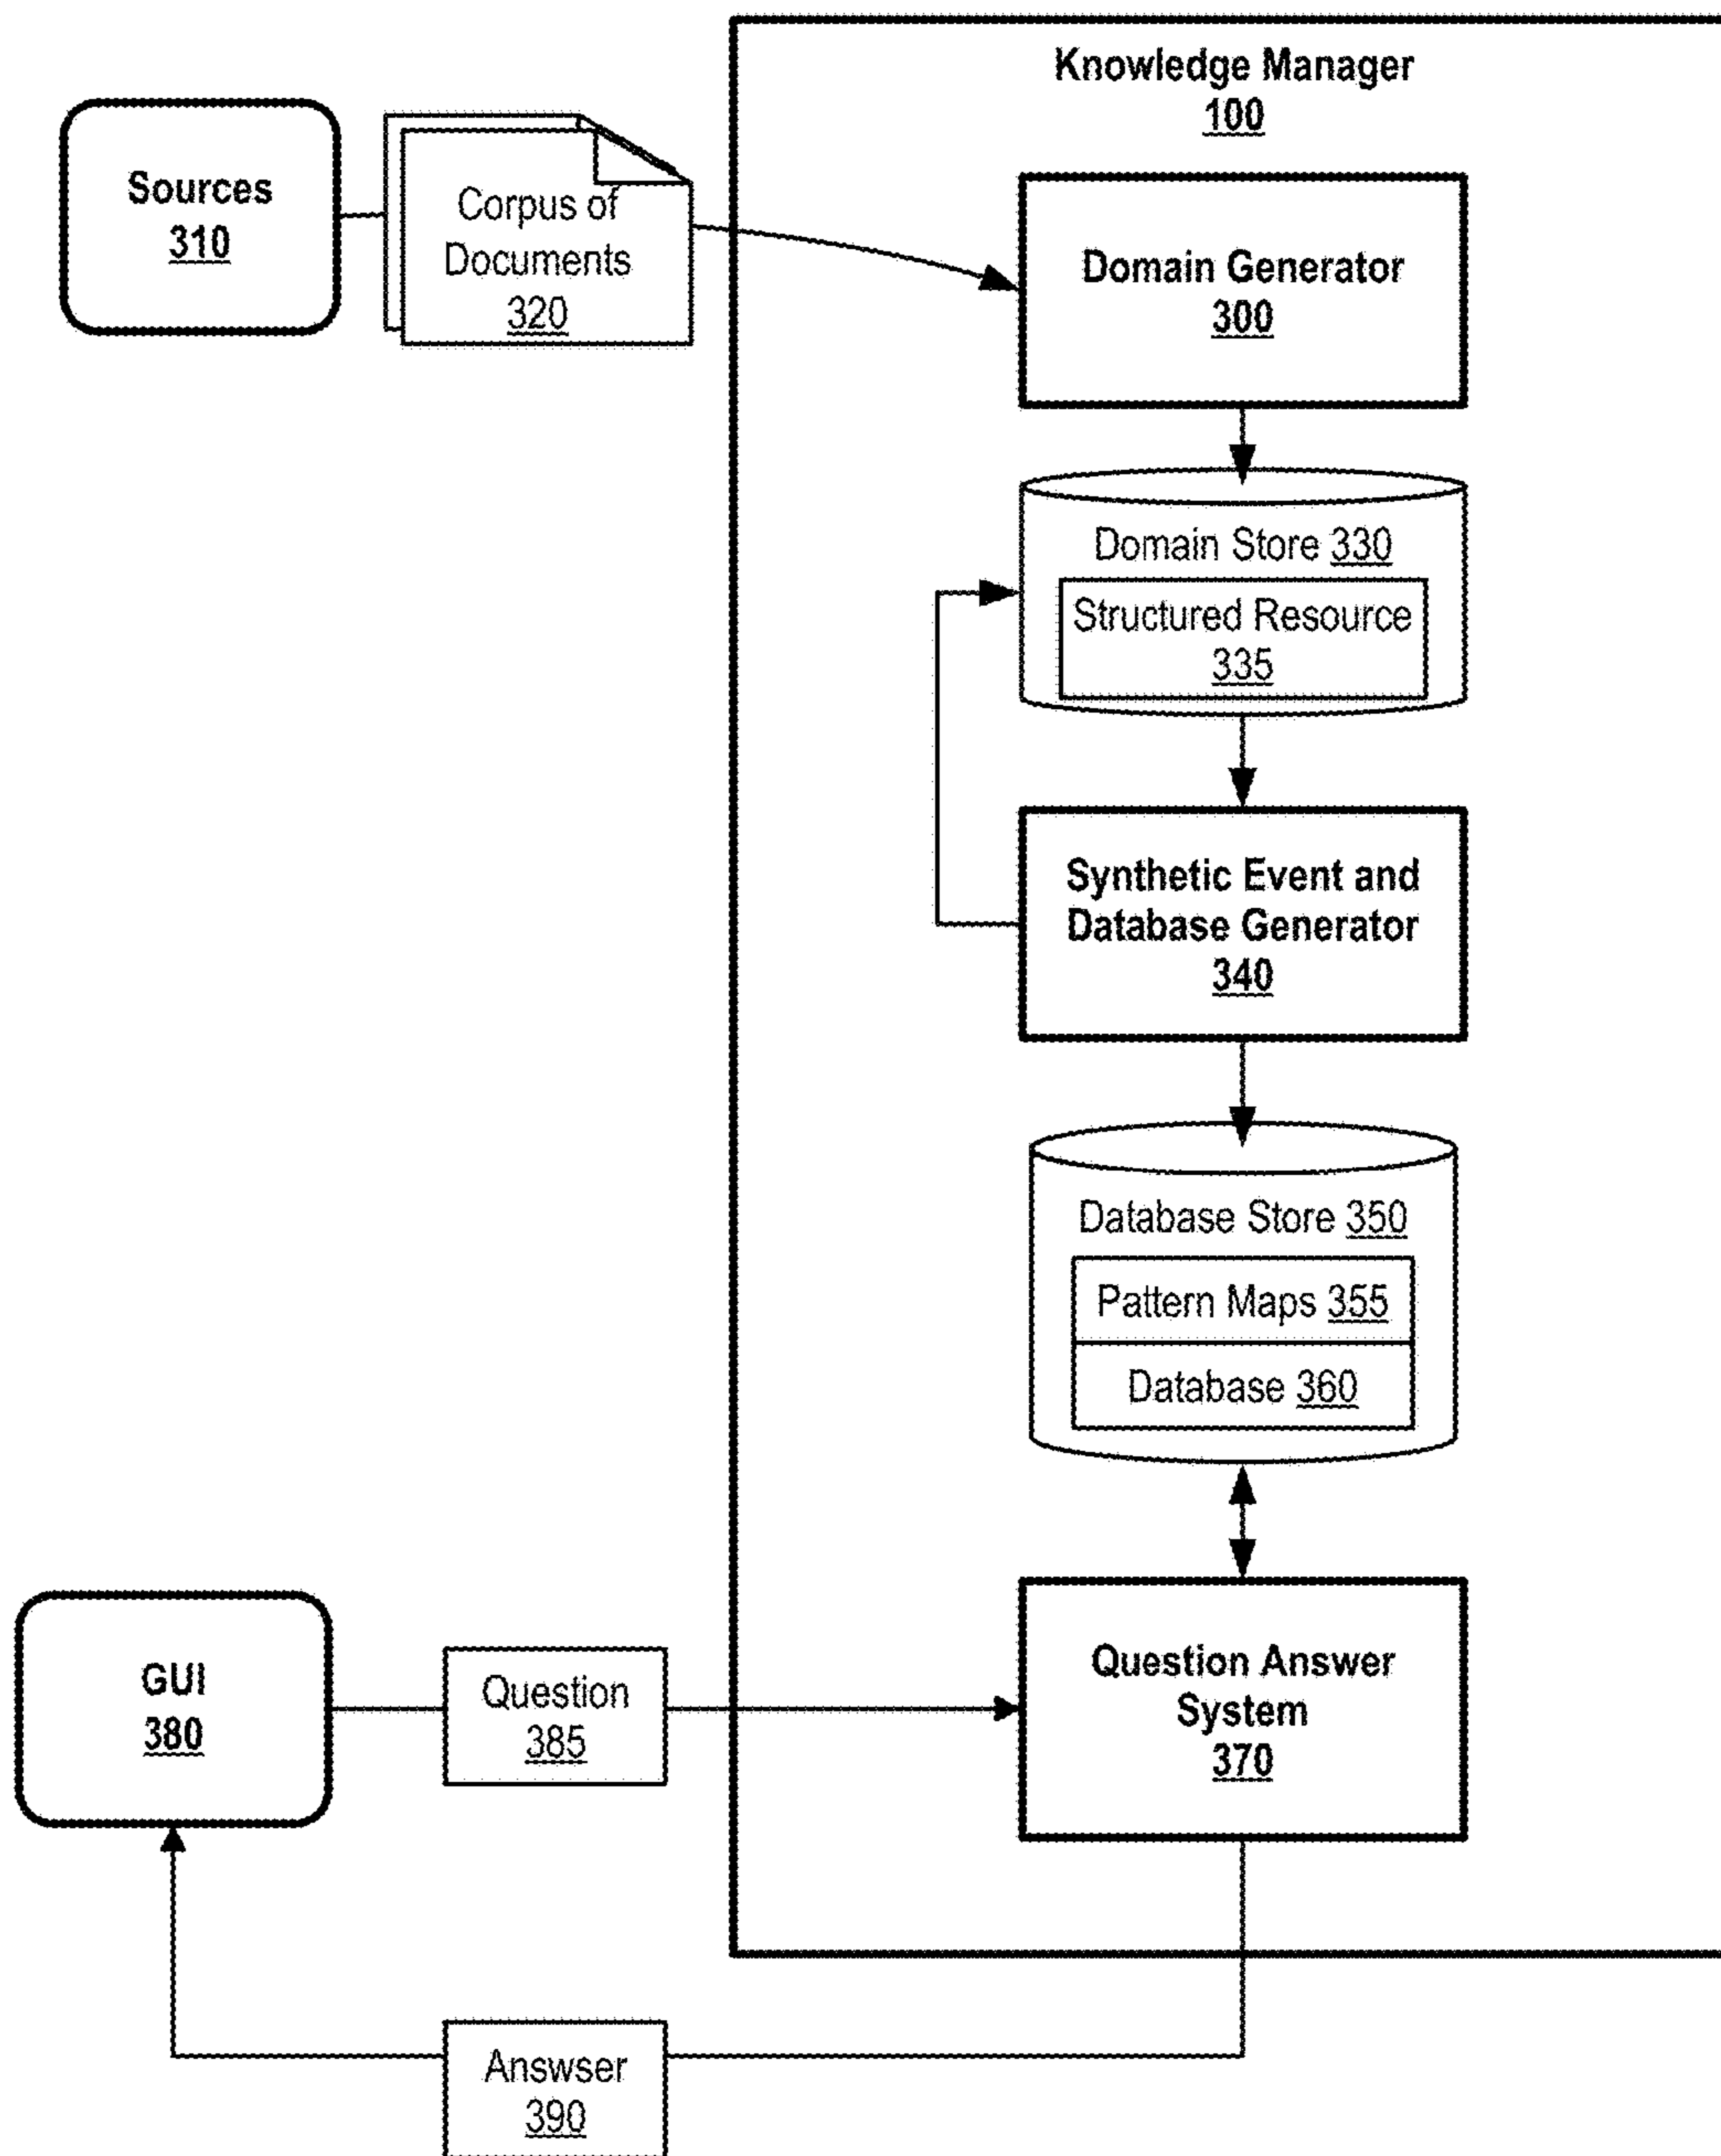 Knowledge Manager
100
Sources
310
Corpus of
Documents
320
Domain Generator
300
Domain Store 330
Structured Resource
335
Synthetic Event and
Database Generator
340
Database Store 350
Pattern Maps 355
Database 360
GUI
380
Question
385
Question Answer
System
370
Answser
390